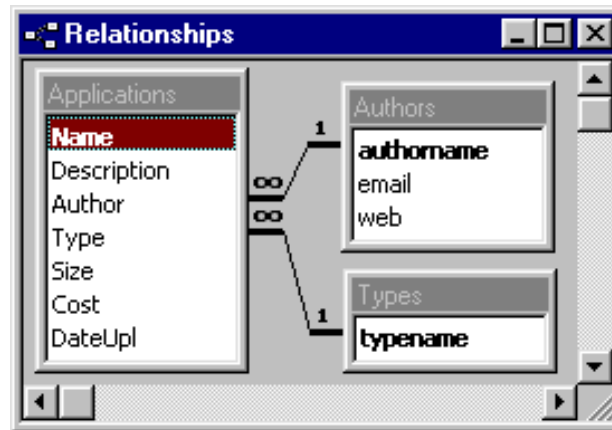 Relationships
Applications
Name
Description
Author
Type
Size
Cost
DateUpl
∞
∞
1
1
Authors
authorname
email
web
Types
typename